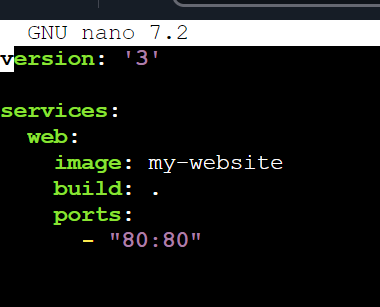 GNU nano 7.2
version: '3'
services:
web:
image: my-website
build: .
ports:
- "80:80"